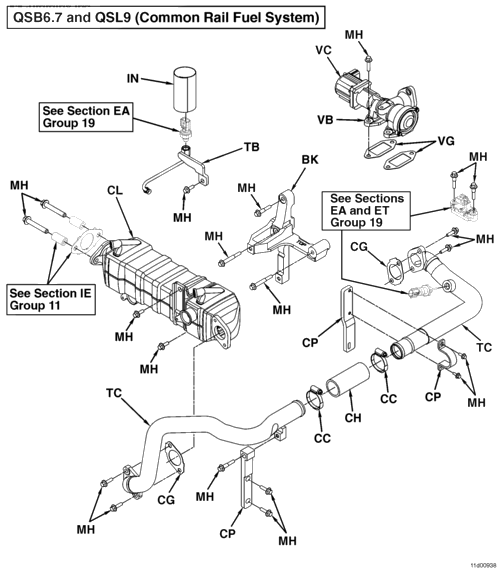 QSB6.7 and QSL9 (Common Rail Fuel System)
MH
VC
IN
See Section EA
Group 19
VB
TB
VG
BK
MH
MH
CL
MH
MH
See Sections
EA and ET
Group 19
MH
CG
MH
See Section IE
Group 11
MH
MH
CP
TC
MH
TC
CC
CP
MH
CH
CC
CG
MH
MH
CP
MH
11d00938